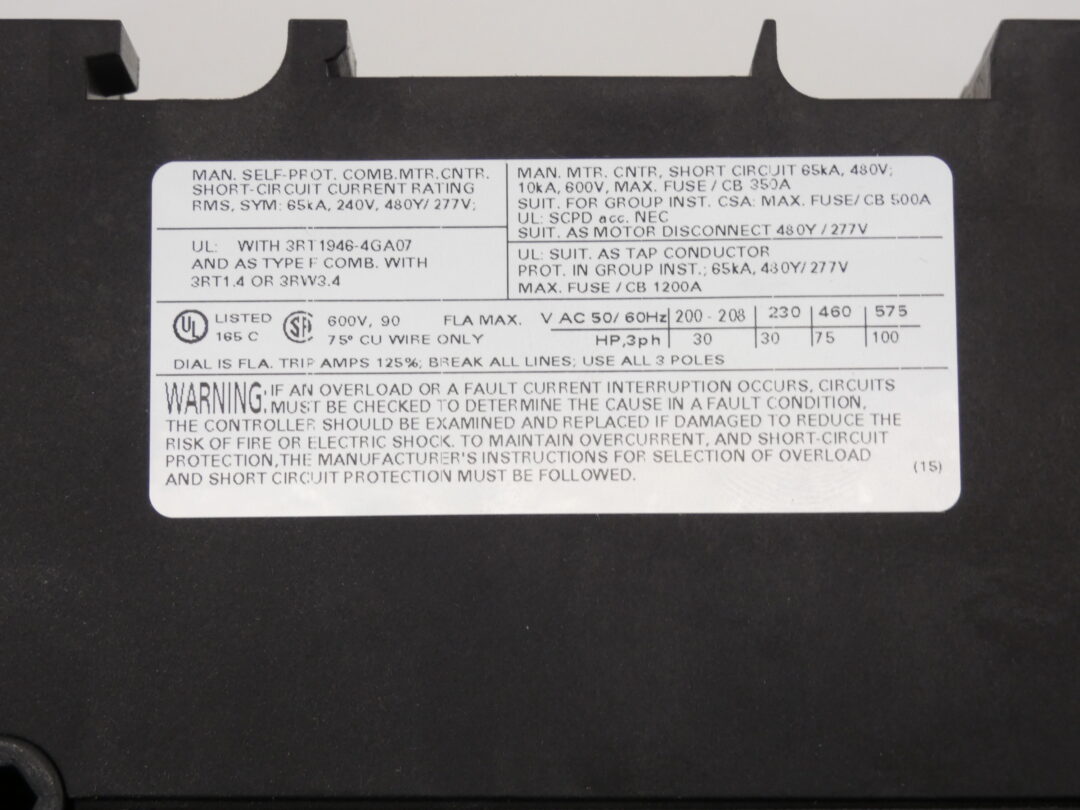 MAN. SELF-PROT. COMB.MTR.CNTR.
SHORT-CIRCUIT CURRENT RATING
RMS, SYM: 65kA, 240V, 480Y/ 277V;
UL: WITH 3RT1946-4GA07
AND AS TYPE F COMB. WITH
3RT1.4 OR 3RW3.4
MAN. MTR. CNTR, SHORT CIRCUIT 65kA, 480V;
10kA, 600V, MAX. FUSE / CB 350A
SUIT. FOR GROUP INST. CSA: MAX. FUSE/ CB 500A
UL: SCPD acc. NEC
SUIT. AS MOTOR DISCONNECT 480Y / 277V
UL: SUIT. AS TAP CONDUCTOR
PROT. IN GROUP INST.; 65kA, 480Y/ 277V
MAX. FUSE / CB 1200A
UL LISTED 165 C
600V, 90 FLA MAX.
75° CU WIRE ONLY
V AC 50/ 60Hz 200 - 208 230 460 575
HP,3ph 30 30 75 100
DIAL IS FLA. TRIP AMPS 125%; BREAK ALL LINES; USE ALL 3 POLES
WARNING: IF AN OVERLOAD OR A FAULT CURRENT INTERRUPTION OCCURS, CIRCUITS
MUST BE CHECKED TO DETERMINE THE CAUSE IN A FAULT CONDITION,
THE CONTROLLER SHOULD BE EXAMINED AND REPLACED IF DAMAGED TO REDUCE THE
RISK OF FIRE OR ELECTRIC SHOCK. TO MAINTAIN OVERCURRENT, AND SHORT-CIRCUIT
PROTECTION,THE MANUFACTURER'S INSTRUCTIONS FOR SELECTION OF OVERLOAD
AND SHORT CIRCUIT PROTECTION MUST BE FOLLOWED.
(15)